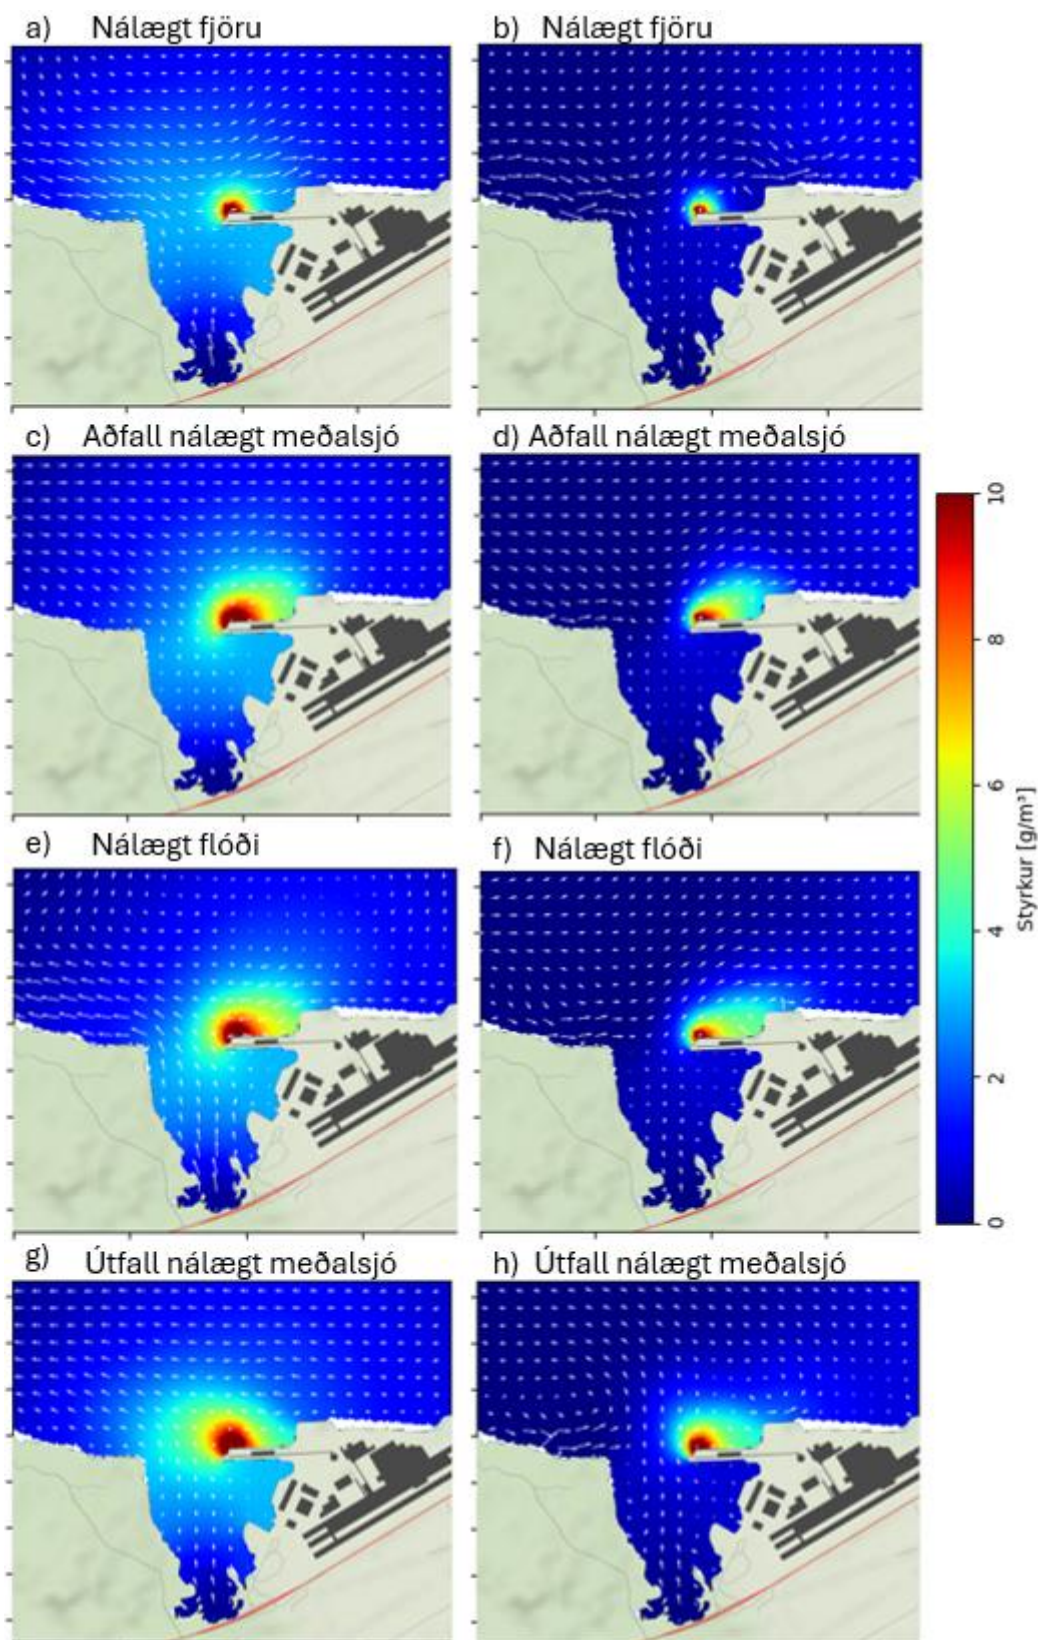 a) Nálægt fjöru
b) Nálægt fjöru
c) Aðfall nálægt meðalsjó
d) Aðfall nálægt meðalsjó
e) Nálægt flóði
f) Nálægt flóði
g) Útfall nálægt meðalsjó
h) Útfall nálægt meðalsjó
10
8
6
4
2
0
Styrkur [g/m³]